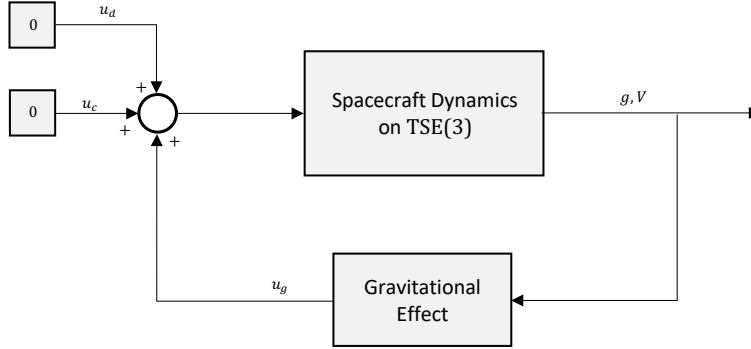 0
u_d
+
0
u_c
+
+
Spacecraft Dynamics
on TSE(3)
g, V
u_g
Gravitational
Effect